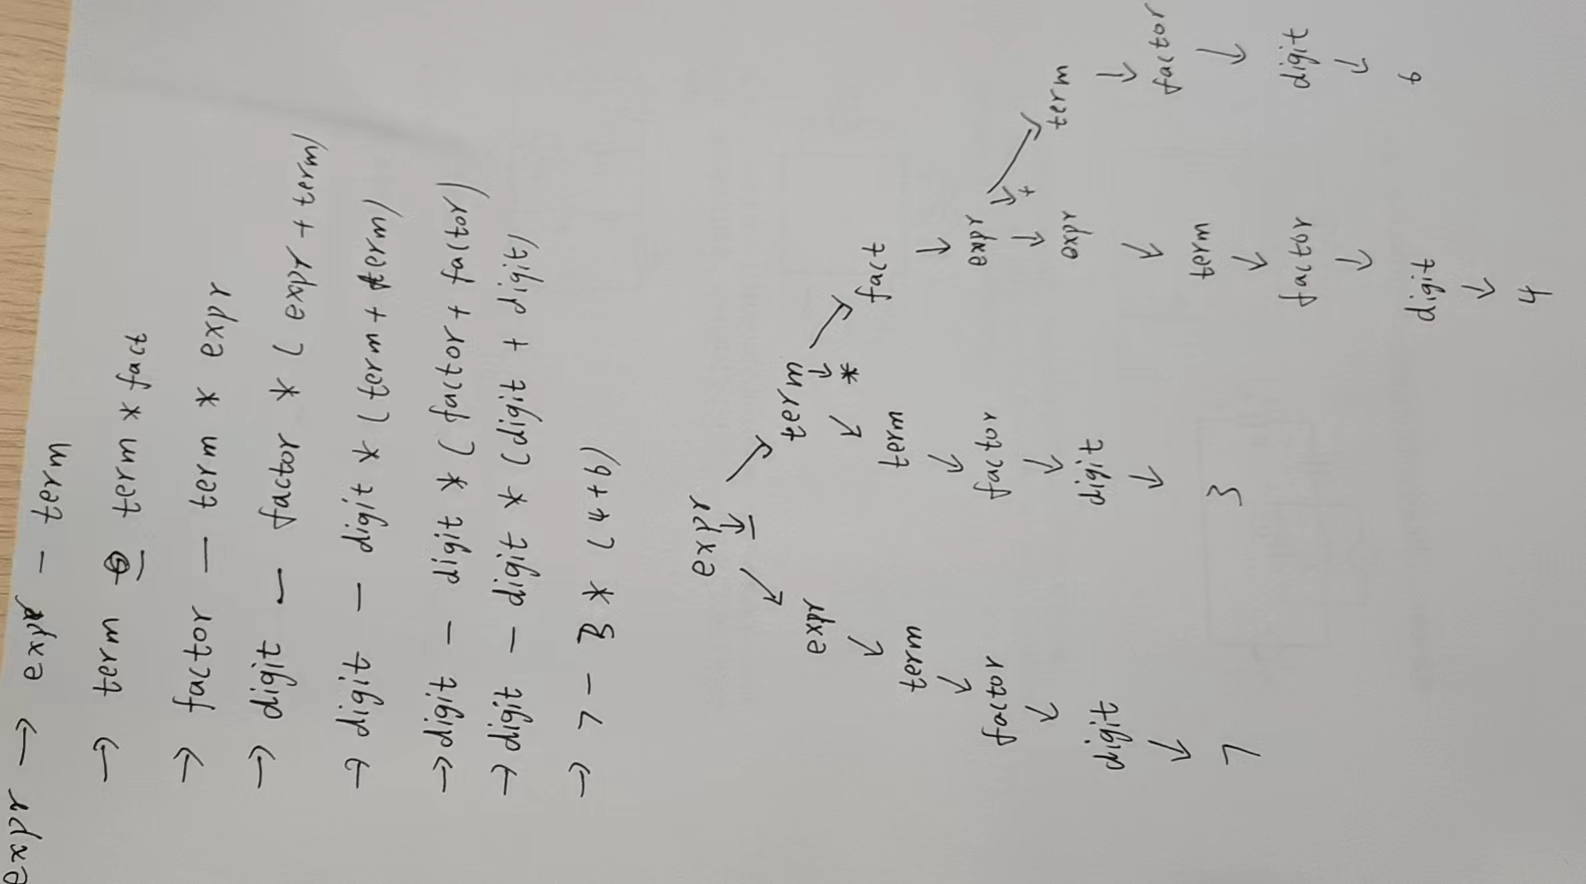 expr → expr - term
→ term - term * fact
→ factor - term * expr
→ digit - factor * ( expr + term)
→ digit - digit * ( term + term)
→ digit - digit * ( factor + factor)
→ digit - digit * (digit + digit)
→ 7 - 3 * (4+6)
expr
expr - term
term term * fact
factor factor expr
digit digit expr + term
7 3 term factor
factor digit
digit 6
4